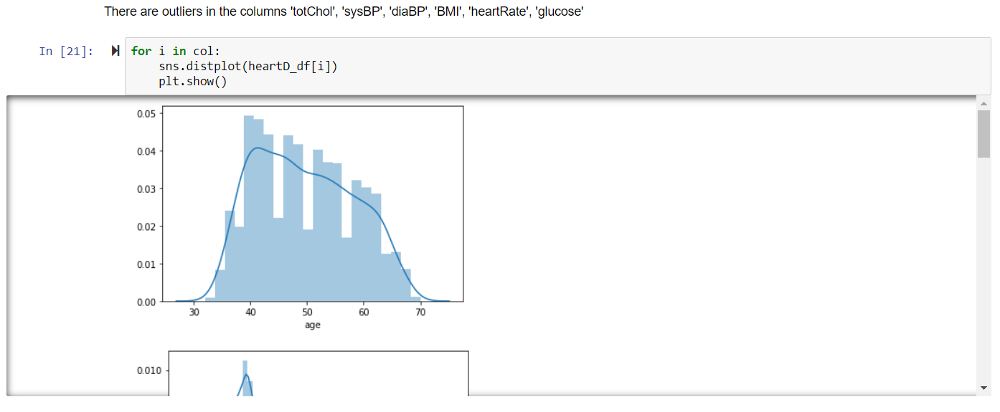 There are outliers in the columns 'totChol', 'sysBP', 'diaBP', 'BMI', 'heartRate', 'glucose'
In [21]:
for i in col:
    sns.distplot(heartD_df[i])
    plt.show()
0.05
0.04
0.03
0.02
0.01
0.00
30 40 50 60 70
age
0.010